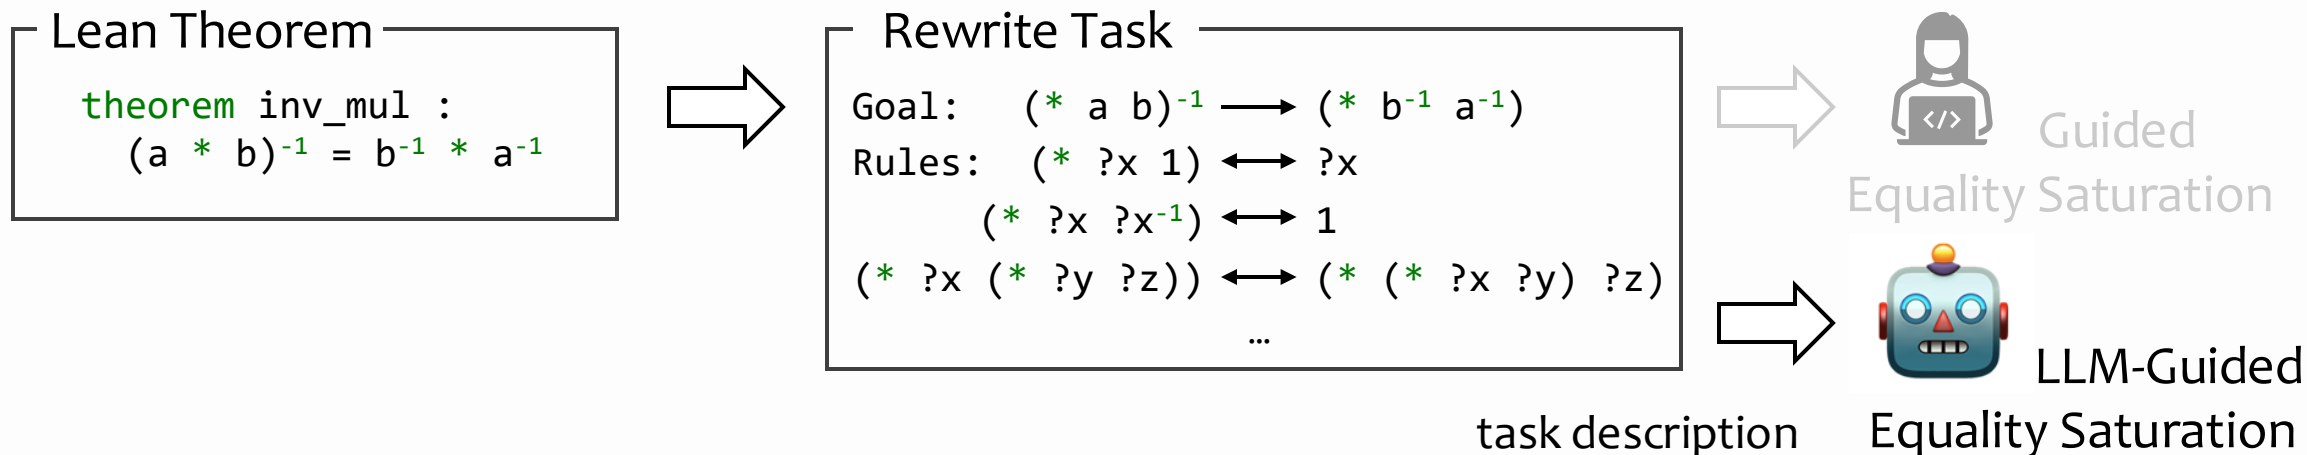 Lean Theorem
theorem inv_mul :
(a * b)⁻¹ = b⁻¹ * a⁻¹
Rewrite Task
Goal: (* a b)⁻¹ ⟶ (* b⁻¹ a⁻¹)
Rules: (* ?x 1) ⟷ ?x
(* ?x ?x⁻¹) ⟷ 1
(* ?x (* ?y ?z)) ⟷ (* (* ?x ?y) ?z)
…
</>
Guided
Equality Saturation
LLM-Guided
Equality Saturation
task description